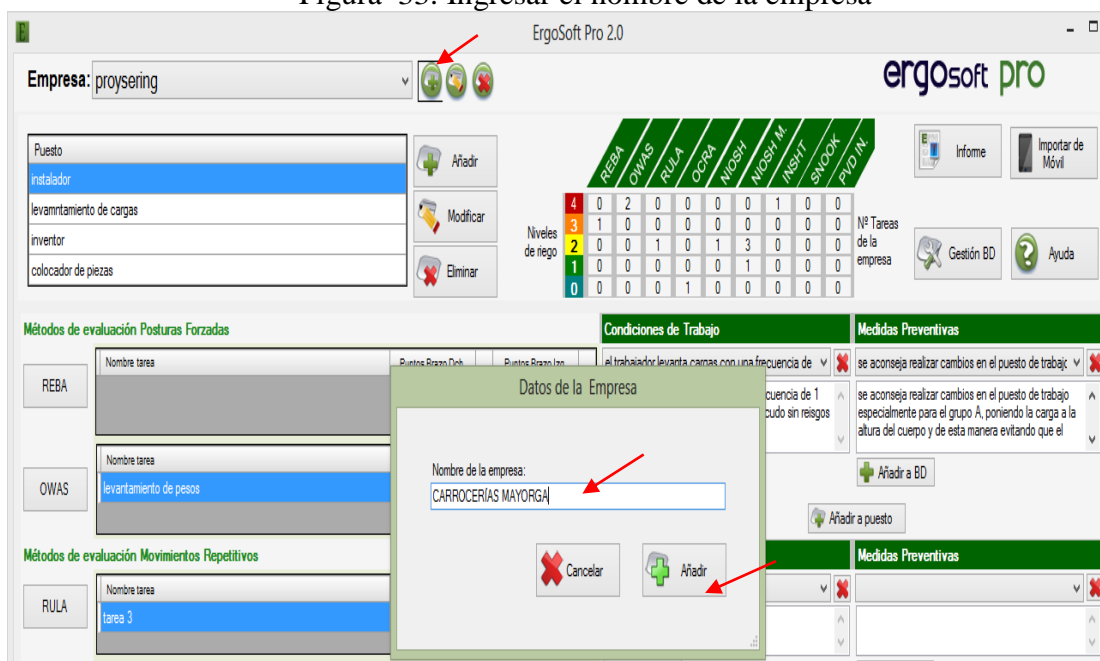 Figura 33: Ingresar el nombre de la empresa
E
ErgoSoft Pro 2.0
Empresa: proysering
ergosoft pro
Puesto
instalador
levamntamiento de cargas
inventor
colocador de piezas
Añadir
Modificar
Eliminar
REBA OWAS RULA OCRA NIOSH NIOSH M. INSHT SNOOK PVD IN.
Niveles de riego
4 0 2 0 0 0 0 1 0 0
3 1 0 0 0 0 0 0 0 0
2 0 0 1 0 1 3 0 0 0
1 0 0 0 0 0 1 0 0 0
0 0 0 0 1 0 0 0 0 0
Nº Tareas
de la
empresa
Informe
Importar de
Móvil
Gestión BD
Ayuda
Métodos de evaluación Posturas Forzadas
Condiciones de Trabajo
Medidas Preventivas
REBA
Nombre tarea
Puntos Brazo Dch. Puntos Brazo Izq.
el trabajador levanta cargas con una frecuencia de
se aconseja realizar cambios en el puesto de trabajc
cuencia de 1
cudo sin reisgos
se aconseja realizar cambios en el puesto de trabajo
especialmente para el grupo A, poniendo la carga a la
altura del cuerpo y de esta manera evitando que el
Datos de la Empresa
Nombre de la empresa:
CARROCERÍAS MAYORGA
Cancelar
Añadir
OWAS
Nombre tarea
levantamiento de pesos
Añadir a BD
Añadir a puesto
Métodos de evaluación Movimientos Repetitivos
Medidas Preventivas
RULA
Nombre tarea
tarea 3